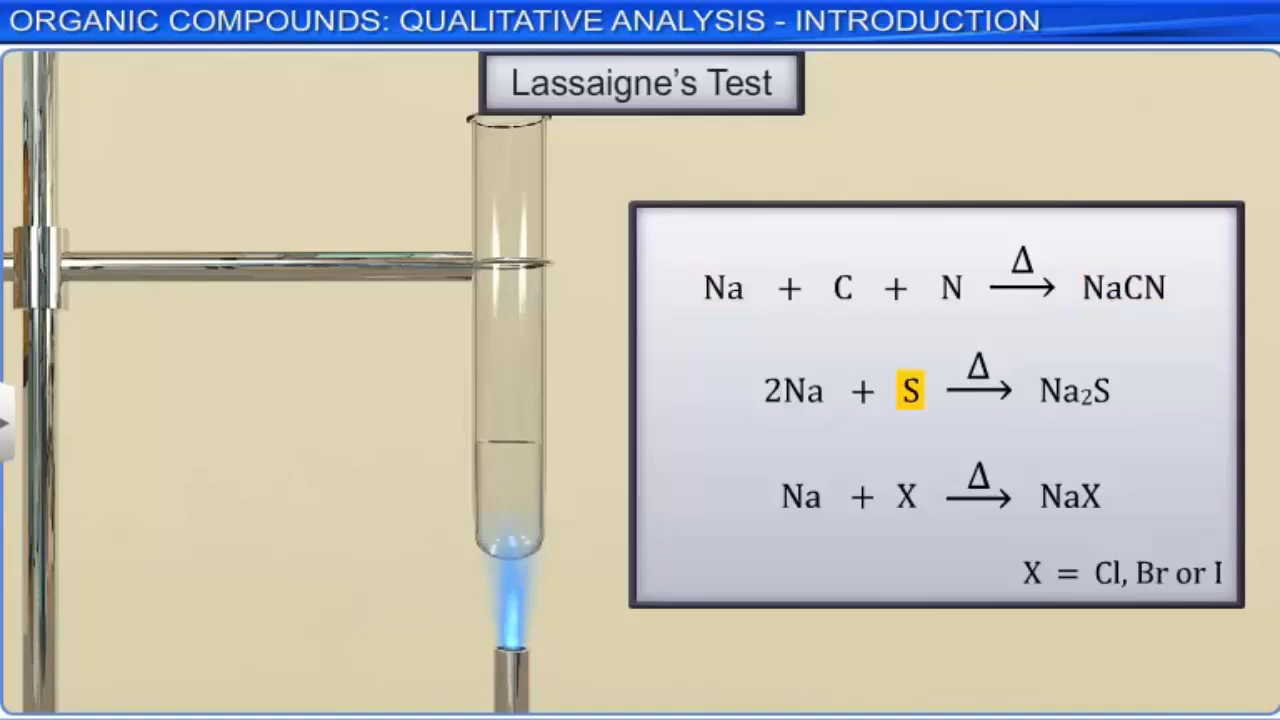 ORGANIC COMPOUNDS: QUALITATIVE ANALYSIS - INTRODUCTION
Lassaigne's Test
Na + C + N Δ⟶ NaCN
2Na + S Δ⟶ Na₂S
Na + X Δ⟶ NaX
X = Cl, Br or I